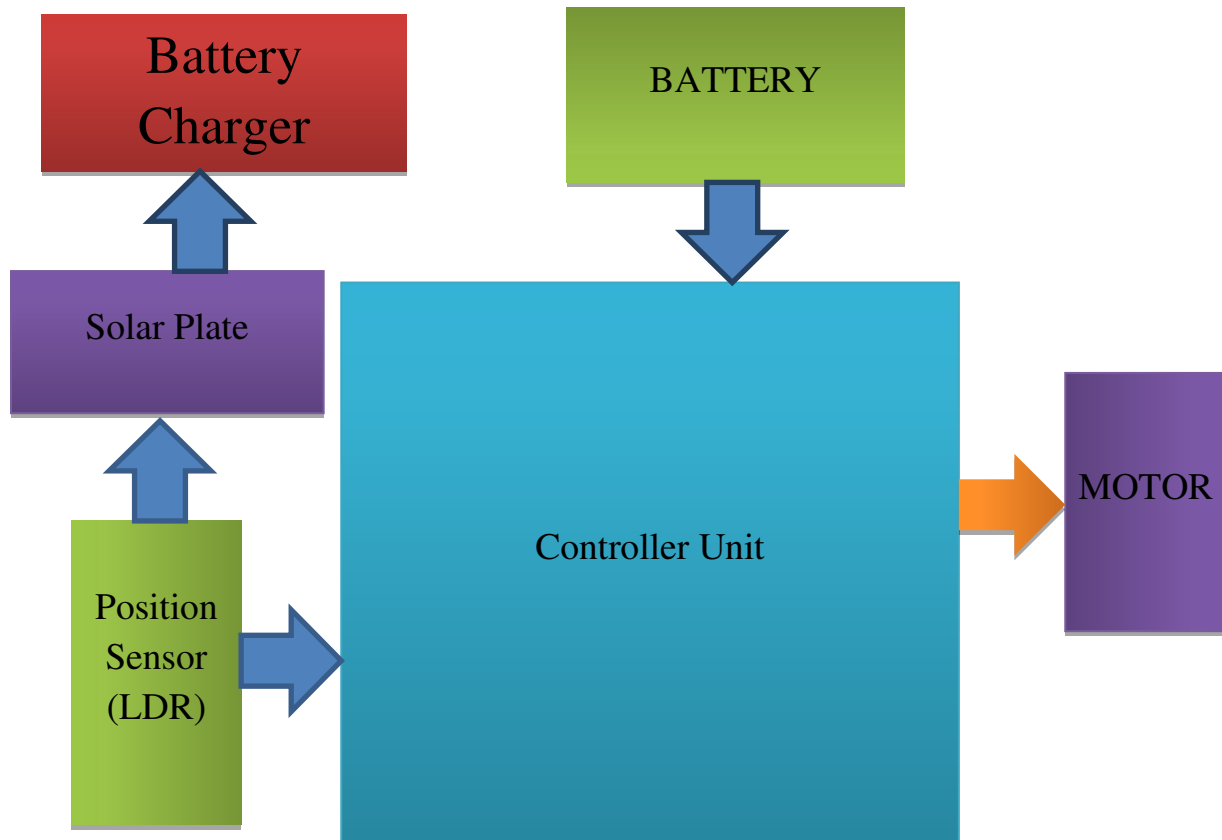 Battery
Charger
BATTERY
Solar Plate
MOTOR
Controller Unit
Position
Sensor
(LDR)